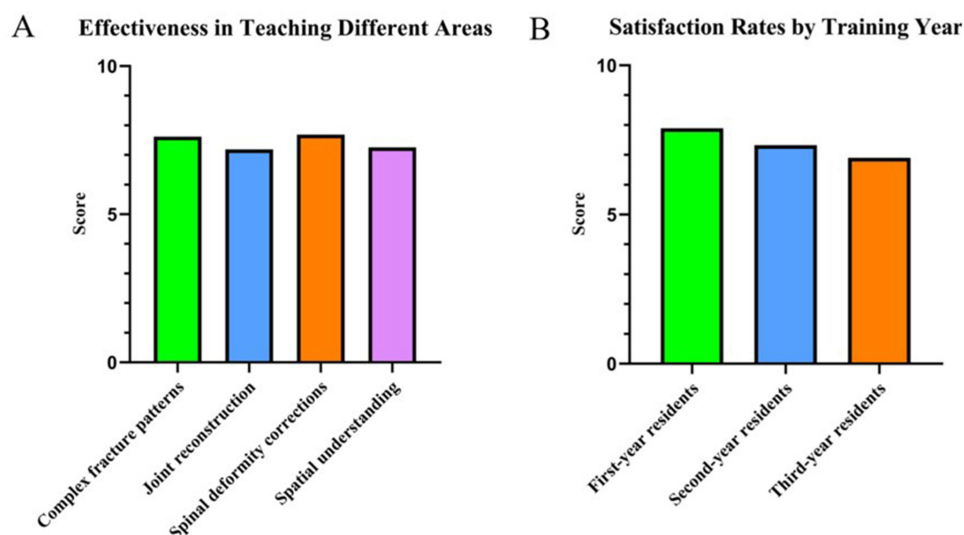 A
Effectiveness in Teaching Different Areas
10
5
0
Score
Complex fracture patterns
Joint reconstruction
Spinal deformity corrections
Spatial understanding
B
Satisfaction Rates by Training Year
10
5
0
Score
First-year residents
Second-year residents
Third-year residents